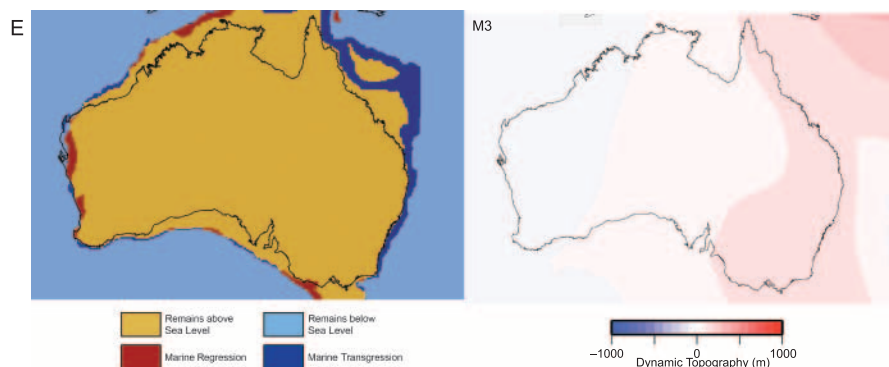 E
M3
Remains above
Sea Level
Remains below
Sea Level
Marine Regression
Marine Transgression
−1000
0
1000
Dynamic Topography (m)